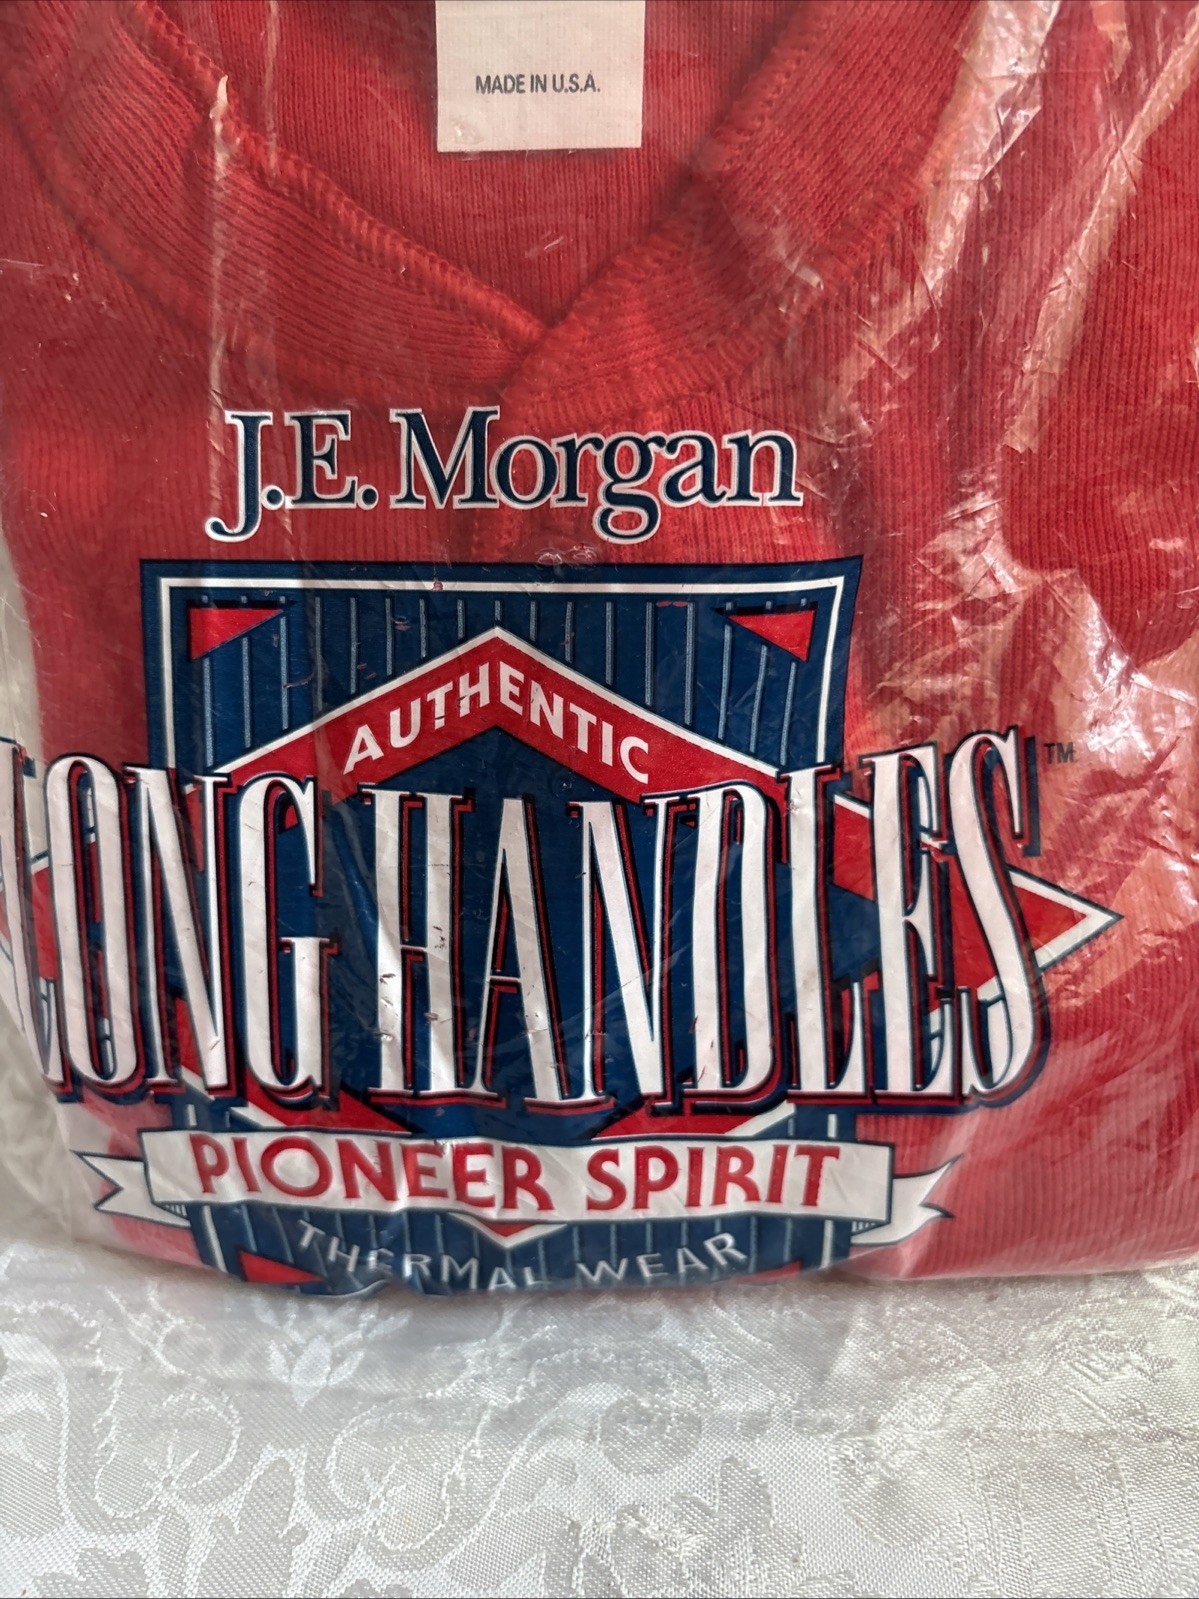 MADE IN U.S.A.
J.E. Morgan
AUTHENTIC
LONG HANDLES™
PIONEER SPIRIT
THERMAL WEAR